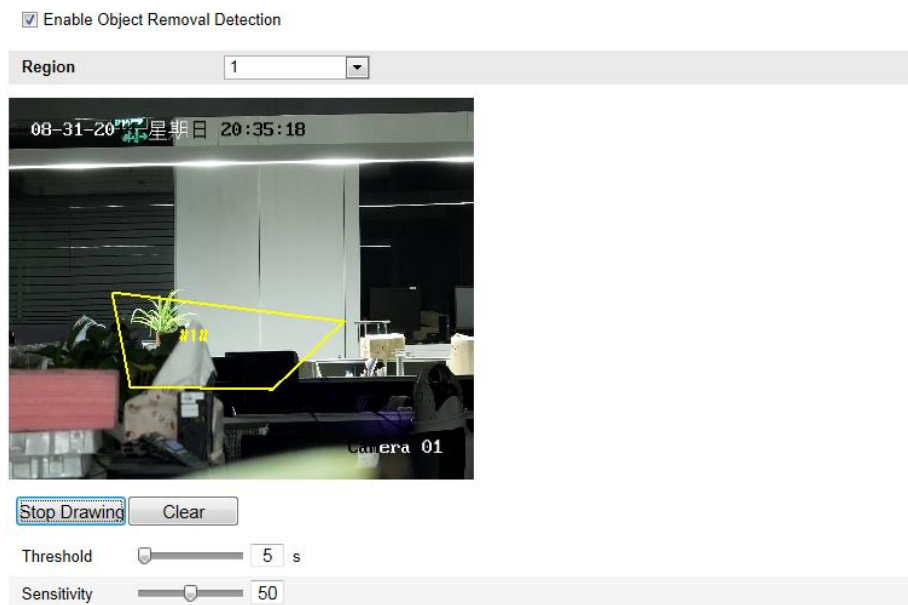 Enable Object Removal Detection
Region 1
08-31-20 星期日 20:35:18
#1#
Camera 01
Stop Drawing Clear
Threshold 5 s
Sensitivity 50